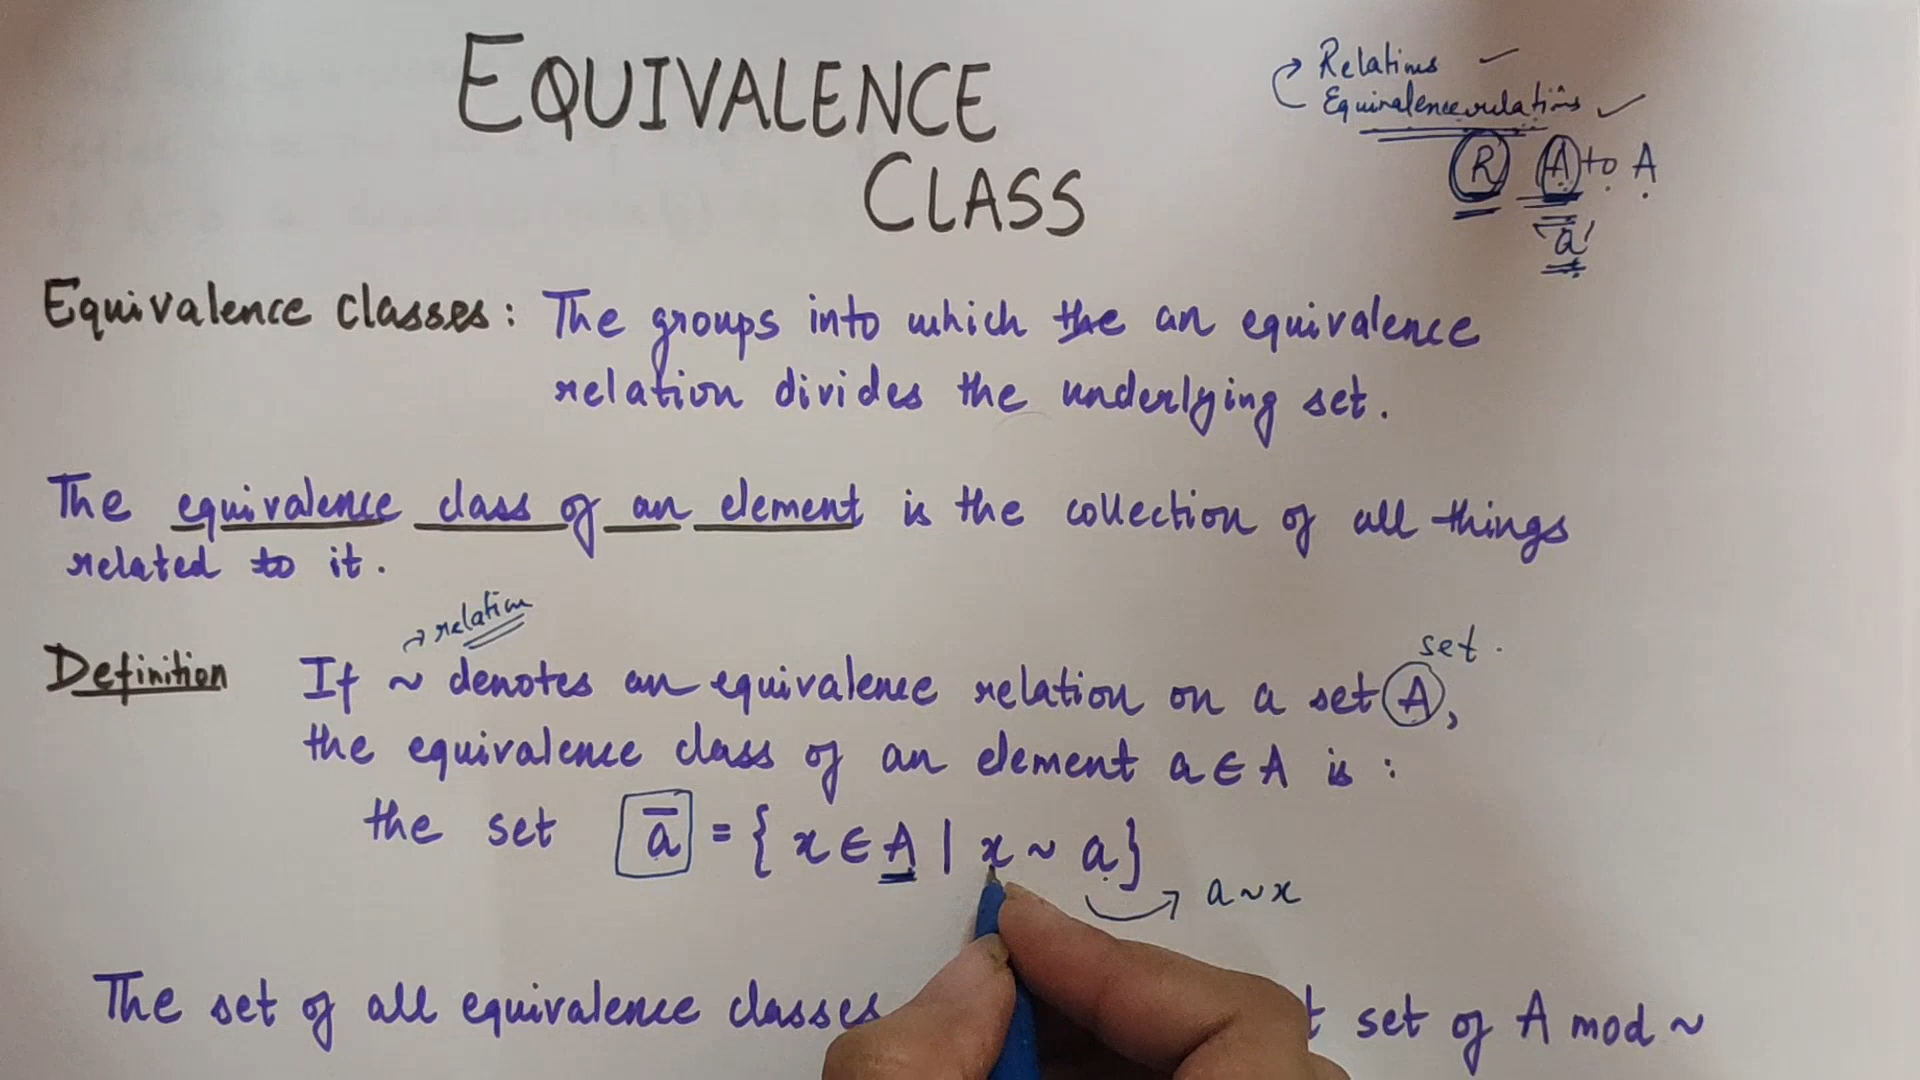 EQUIVALENCE
CLASS
Relations
Equivalence relations
R A to A
a
Equivalence classes: The groups into which the an equivalence
relation divides the underlying set.
The equivalence class of an element is the collection of all things
related to it.
→ relation
set.
Definition If ~ denotes an equivalence relation on a set A,
the equivalence class of an element a ∈ A is :
the set a̅ = { x ∈ A | x ~ a}
a ~ x
The set of all equivalence classes set of A mod ~